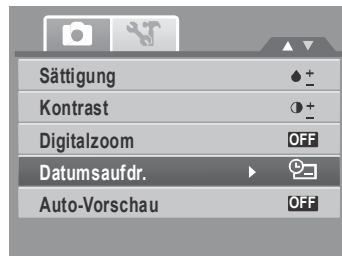 Sättigung
Kontrast
Digitalzoom OFF
Datumsaufdr.
Auto-Vorschau OFF